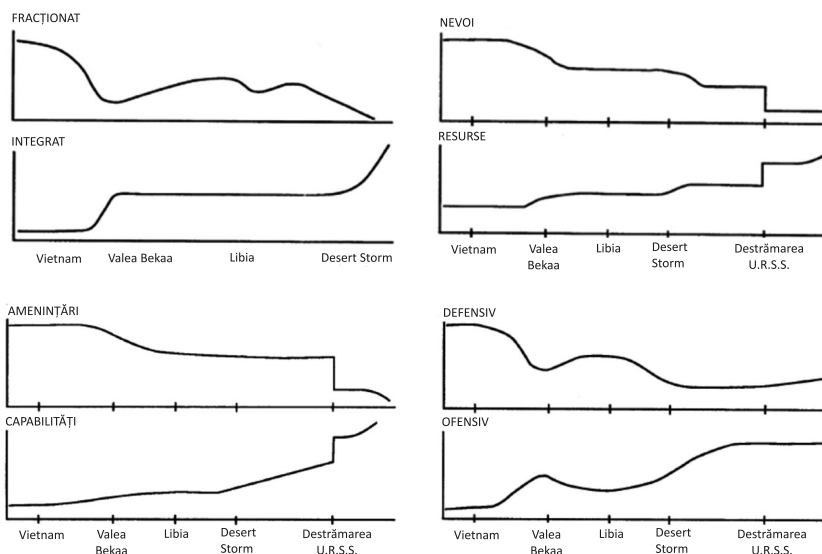 FRACȚIONAT
INTEGRAT
Vietnam Valea Bekaa Libia Desert Storm
NEVOI
RESURSE
Vietnam Valea Libia Desert Destrămarea
Bekaa Storm U.R.S.S.
AMENINȚĂRI
CAPABILITĂȚI
Vietnam Valea Libia Desert Destrămarea
Bekaa Storm U.R.S.S.
DEFENSIV
OFENSIV
Vietnam Valea Libia Desert Destrămarea
Bekaa Storm U.R.S.S.